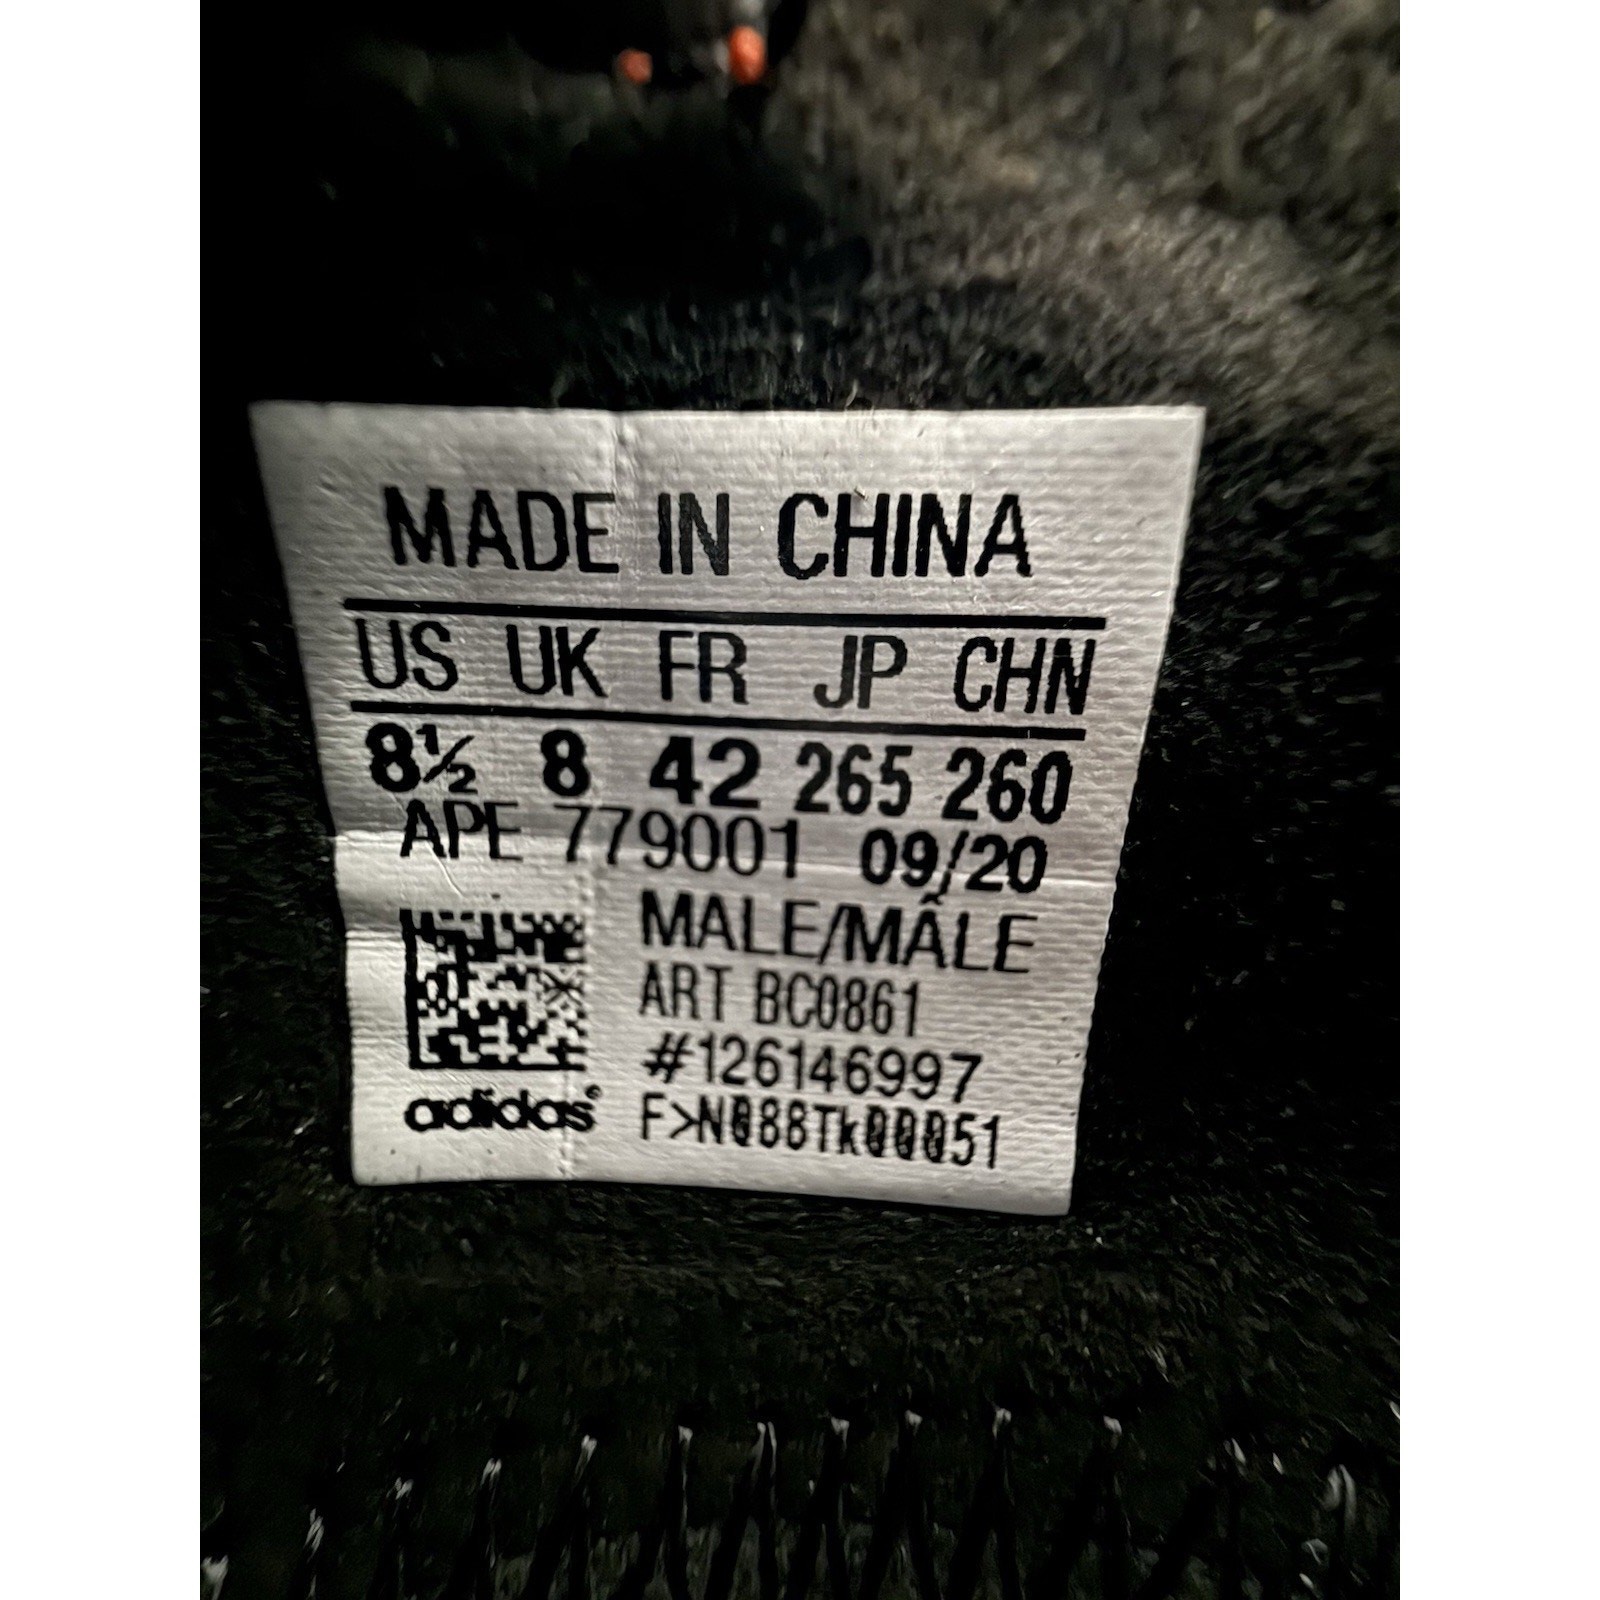 MADE IN CHINA
US UK FR JP CHN
8½ 8 42 265 260
APE 779001 09/20
MALE/MÂLE
ART BC0861
#126146997
adidas®